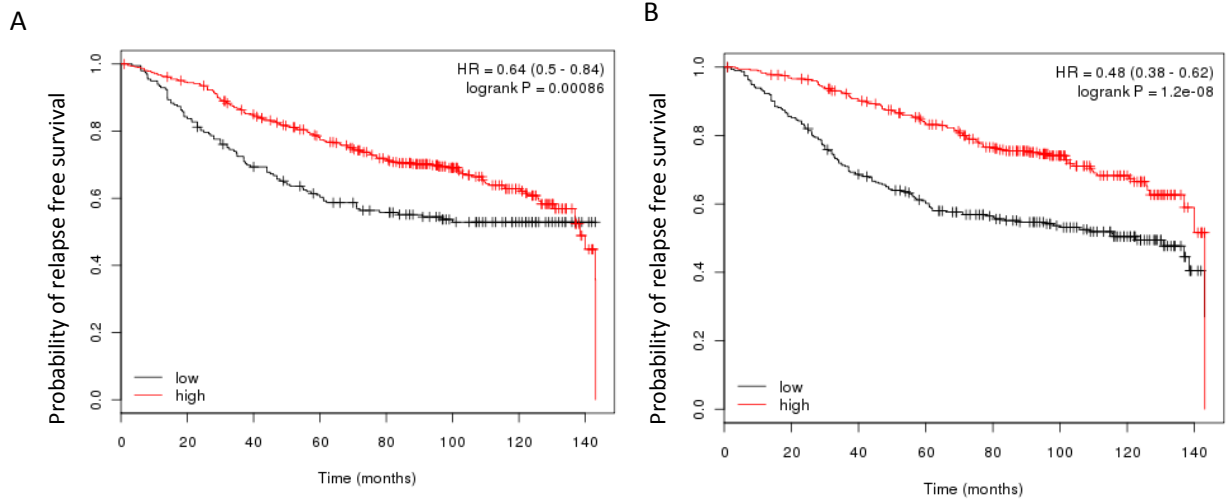 A
HR = 0.64 (0.5 - 0.84)
logrank P = 0.00086
Probability of relapse free survival
1.0
0.8
0.6
0.4
0.2
0.0
low
high
0 20 40 60 80 100 120 140
Time (months)
B
HR = 0.48 (0.38 - 0.62)
logrank P = 1.2e-08
Probability of relapse free survival
1.0
0.8
0.6
0.4
0.2
0.0
low
high
0 20 40 60 80 100 120 140
Time (months)